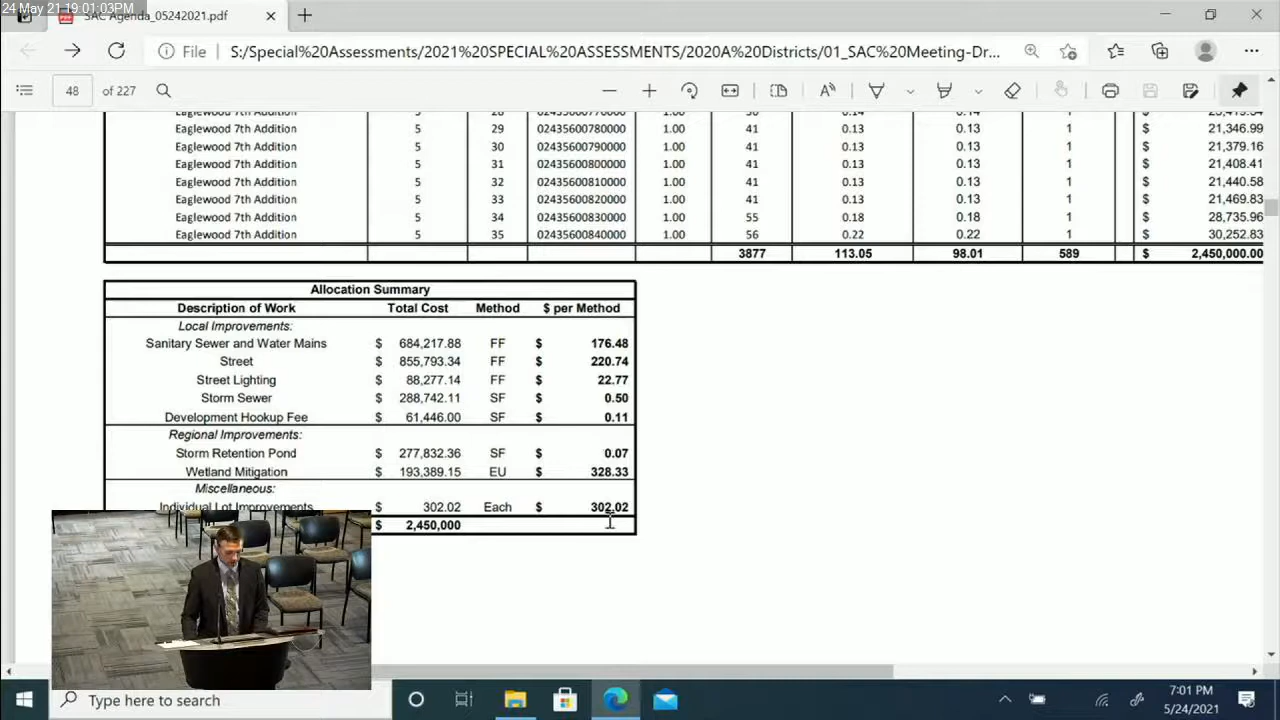 24 May 21 19:01:03PM
SAC Agenda_05242021.pdf
File S:/Special%20Assessments/2021%20SPECIAL%20ASSESSMENTS/2020A%20Districts/01_SAC%20Meeting-Dr...
48 of 227
Eaglewood 7th Addition 5 28 02435600770000 1.00
Eaglewood 7th Addition 5 29 02435600780000 1.00 41 0.13 0.13 1 $ 21,346.99
Eaglewood 7th Addition 5 30 02435600790000 1.00 41 0.13 0.13 1 $ 21,379.16
Eaglewood 7th Addition 5 31 02435600800000 1.00 41 0.13 0.13 1 $ 21,408.41
Eaglewood 7th Addition 5 32 02435600810000 1.00 41 0.13 0.13 1 $ 21,440.58
Eaglewood 7th Addition 5 33 02435600820000 1.00 41 0.13 0.13 1 $ 21,469.83
Eaglewood 7th Addition 5 34 02435600830000 1.00 55 0.18 0.18 1 $ 28,735.96
Eaglewood 7th Addition 5 35 02435600840000 1.00 56 0.22 0.22 1 $ 30,252.83
3877 113.05 98.01 589 $ 2,450,000.00
Allocation Summary
Description of Work Total Cost Method $ per Method
Local Improvements:
Sanitary Sewer and Water Mains $ 684,217.88 FF $ 176.48
Street $ 855,793.34 FF $ 220.74
Street Lighting $ 88,277.14 FF $ 22.77
Storm Sewer $ 288,742.11 SF $ 0.50
Development Hookup Fee $ 61,446.00 SF $ 0.11
Regional Improvements:
Storm Retention Pond $ 277,832.36 SF $ 0.07
Wetland Mitigation $ 193,389.15 EU $ 328.33
Miscellaneous:
Individual Lot Improvements 302.02 Each $ 302.02
$ 2,450,000
Type here to search
7:01 PM
5/24/2021